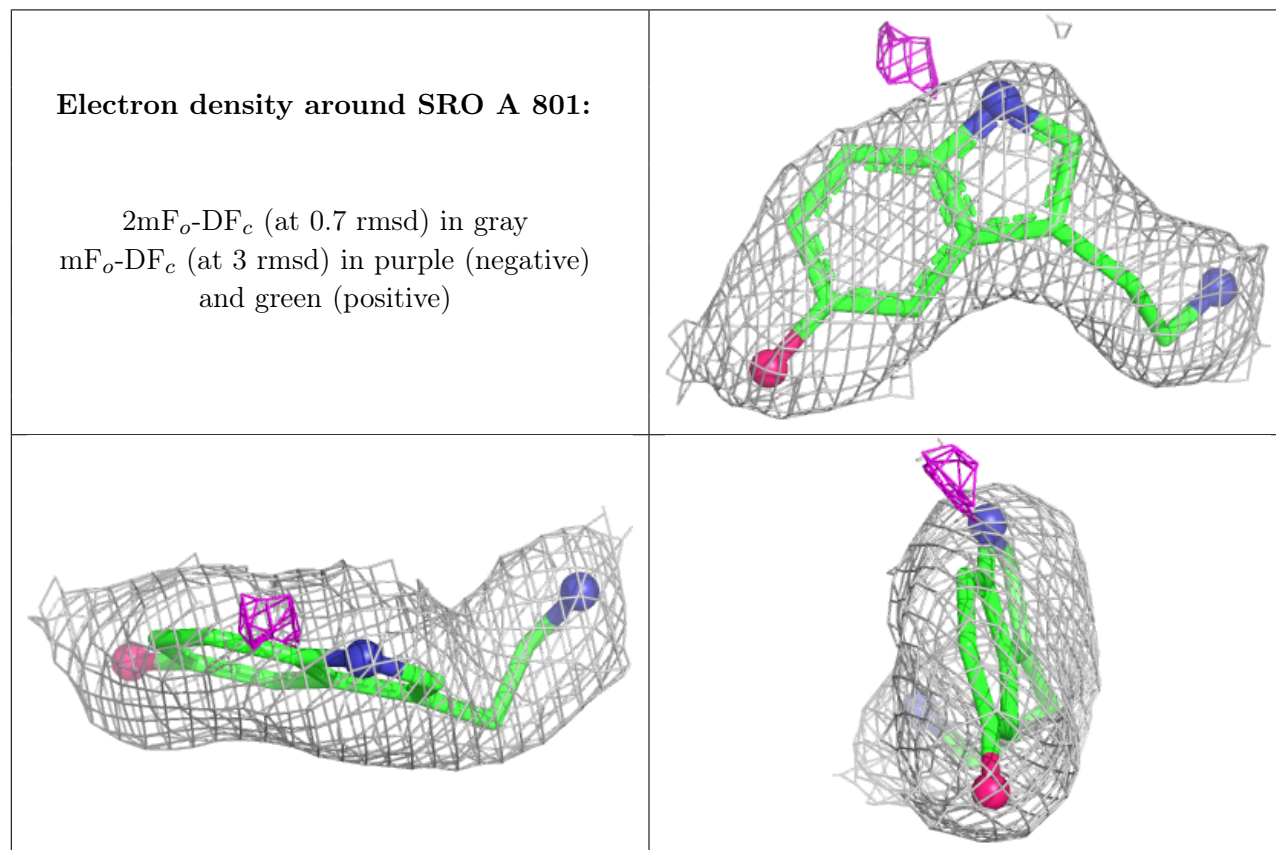 Electron density around SRO A 801:
2mFₒ-DF𝒸 (at 0.7 rmsd) in gray
mFₒ-DF𝒸 (at 3 rmsd) in purple (negative)
and green (positive)